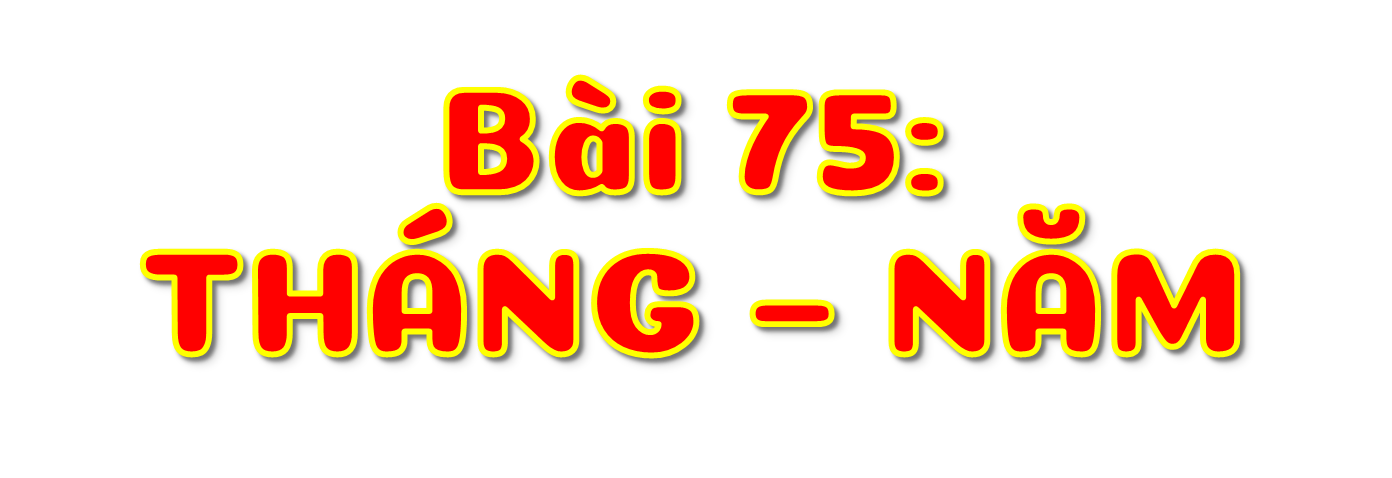 Bài 75:
THÁNG – NĂM